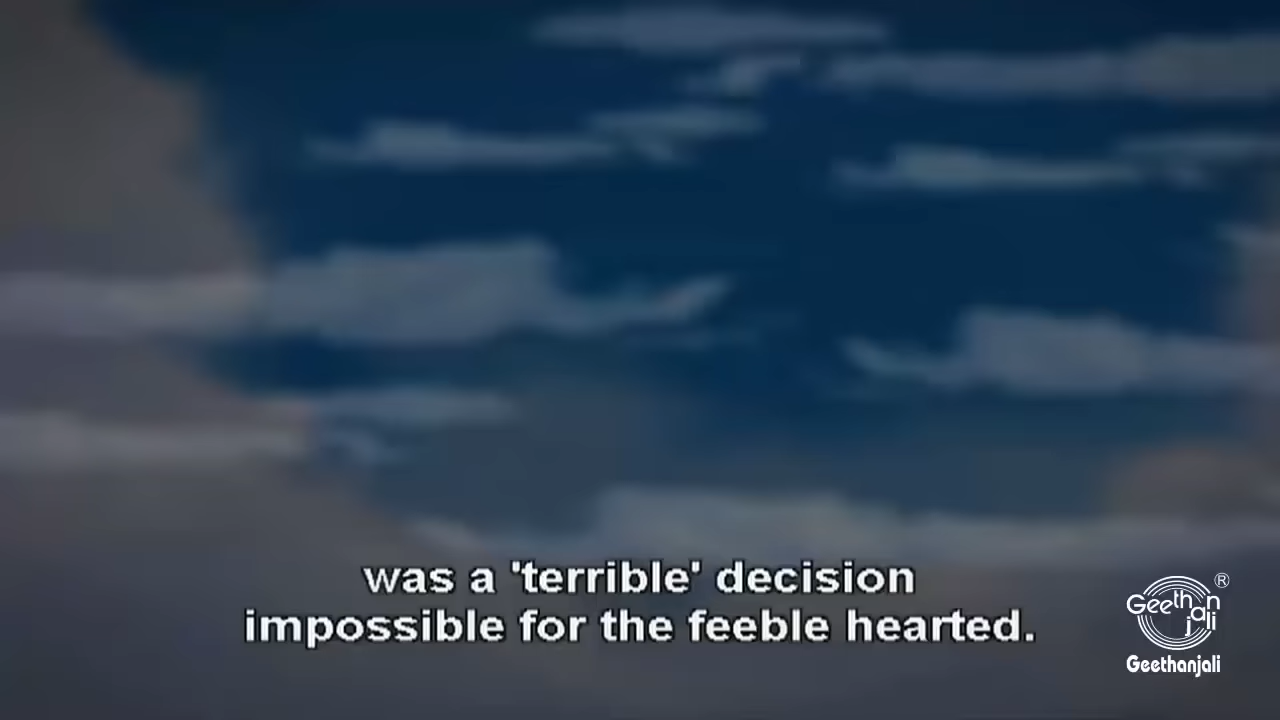 was a 'terrible' decision
impossible for the feeble hearted.
Geethanjali ®
Geethanjali